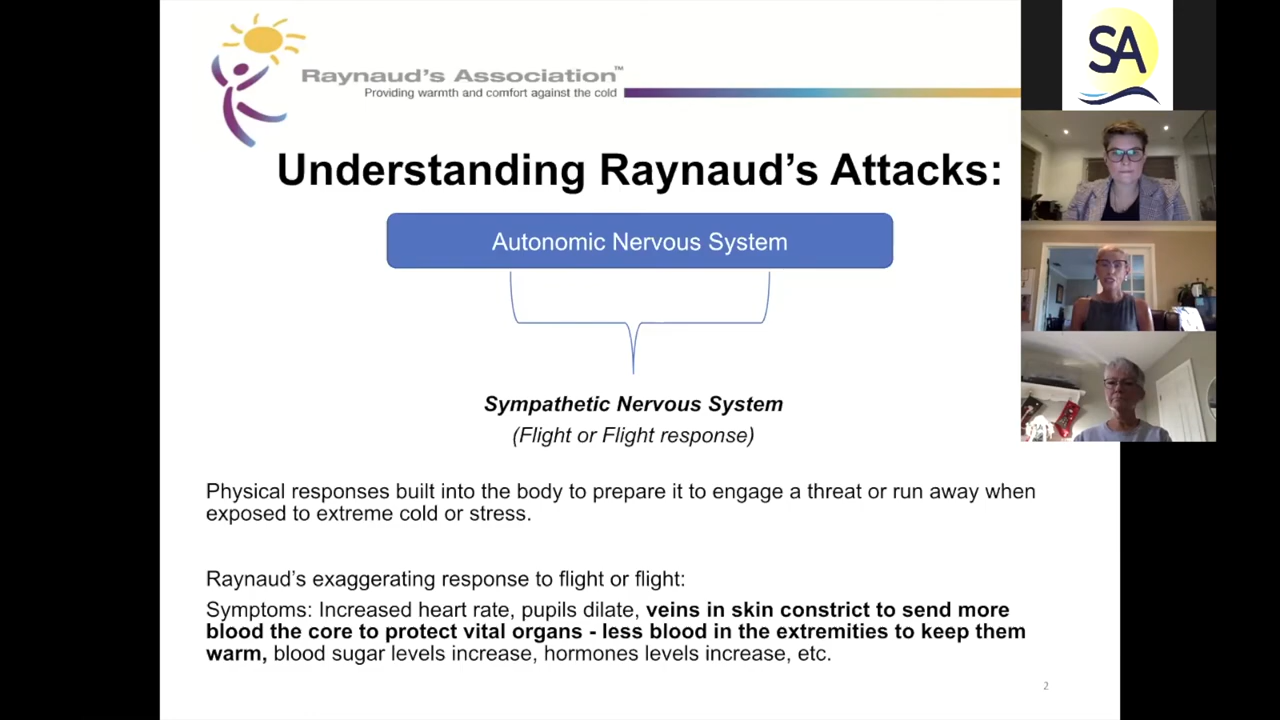 Raynaud's Association™
Providing warmth and comfort against the cold
SA
Understanding Raynaud's Attacks:
Autonomic Nervous System
Sympathetic Nervous System
(Flight or Flight response)
Physical responses built into the body to prepare it to engage a threat or run away when
exposed to extreme cold or stress.
Raynaud's exaggerating response to flight or flight:
Symptoms: Increased heart rate, pupils dilate, veins in skin constrict to send more
blood the core to protect vital organs - less blood in the extremities to keep them
warm, blood sugar levels increase, hormones levels increase, etc.
2